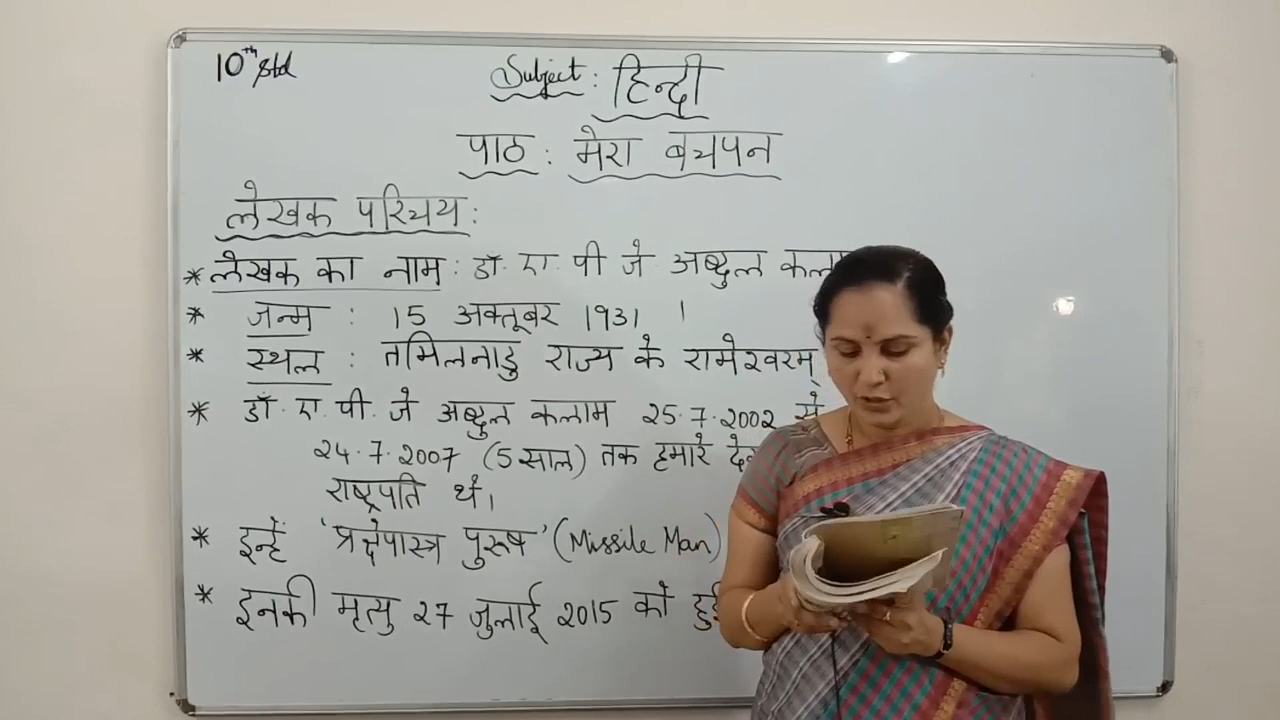 10th std
Subject : हिन्दी
पाठ : मेरा बचपन
लेखक परिचय :
* लेखक का नाम : डॉ. ए. पी. जे. अब्दुल
* जन्म : 15 अक्तूबर 1931 ।
* स्थल : तमिलनाडु राज्य के रामेश्वरम्
* डॉ. ए. पी. जे अब्दुल कलाम 25.7.2002 से
24.7.2007 (5 साल) तक हमारे
राष्ट्रपति थे।
* इन्हें 'प्रक्षेपास्त्र पुरुष' (Missile Man)
* इनकी मृत्यु 27 जुलाई 2015 को